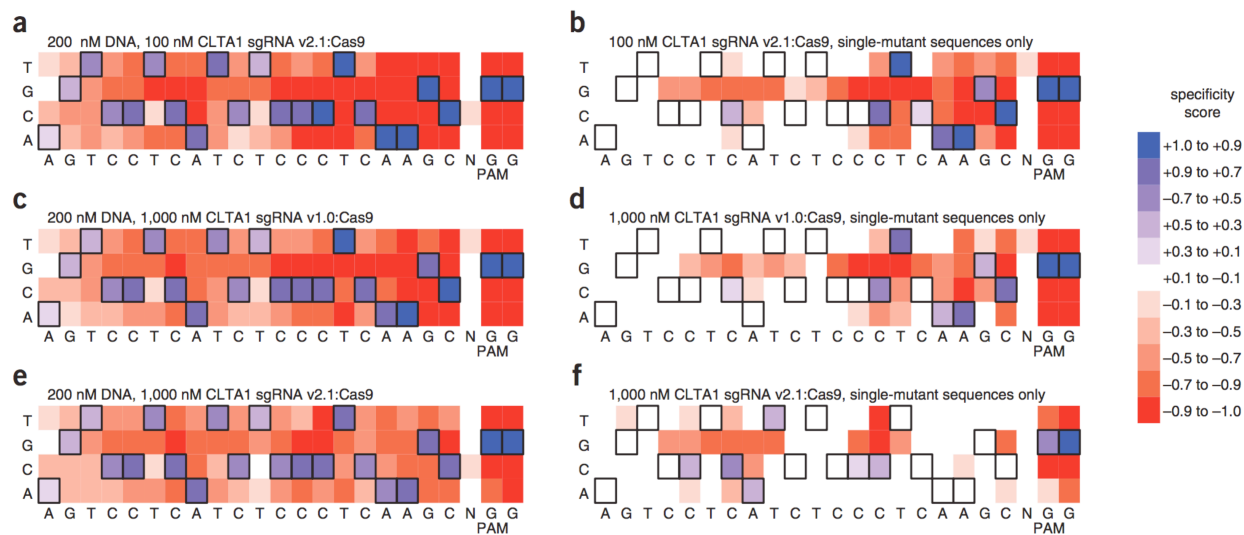 a
200 nM DNA, 100 nM CLTA1 sgRNA v2.1:Cas9
T
G
C
A
A G T C C T C A T C T C C C T C A A G C N G G
PAM
b
100 nM CLTA1 sgRNA v2.1:Cas9, single-mutant sequences only
T
G
C
A
A G T C C T C A T C T C C C T C A A G C N G G
PAM
c
200 nM DNA, 1,000 nM CLTA1 sgRNA v1.0:Cas9
T
G
C
A
A G T C C T C A T C T C C C T C A A G C N G G
PAM
d
1,000 nM CLTA1 sgRNA v1.0:Cas9, single-mutant sequences only
T
G
C
A
A G T C C T C A T C T C C C T C A A G C N G G
PAM
e
200 nM DNA, 1,000 nM CLTA1 sgRNA v2.1:Cas9
T
G
C
A
A G T C C T C A T C T C C C T C A A G C N G G
PAM
f
1,000 nM CLTA1 sgRNA v2.1:Cas9, single-mutant sequences only
T
G
C
A
A G T C C T C A T C T C C C T C A A G C N G G
PAM
specificity
score
+1.0 to +0.9
+0.9 to +0.7
–0.7 to +0.5
+0.5 to +0.3
+0.3 to +0.1
+0.1 to –0.1
–0.1 to –0.3
–0.3 to –0.5
–0.5 to –0.7
–0.7 to –0.9
–0.9 to –1.0